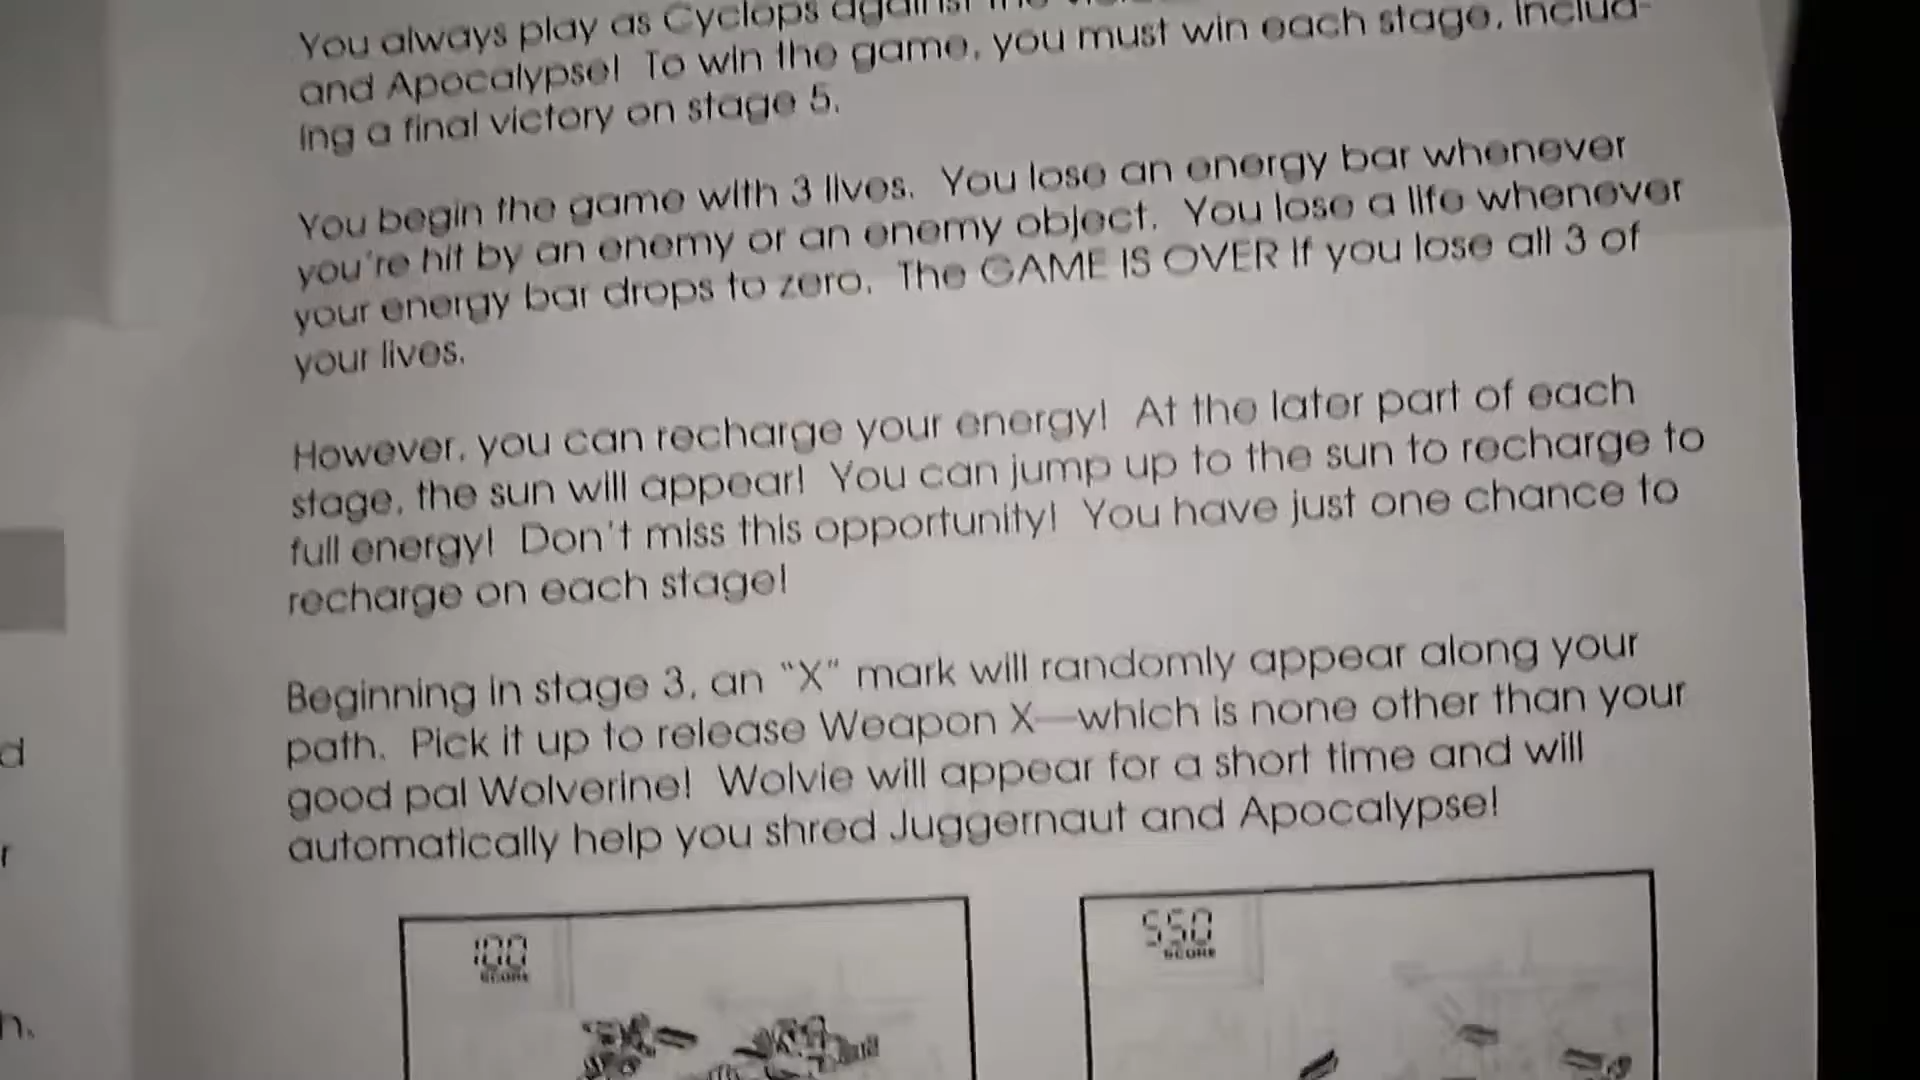 You always play as Cyclops against
and Apocalypse! To win the game, you must win each stage, includ-
ing a final victory on stage 5.
You begin the game with 3 lives. You lose an energy bar whenever
you're hit by an enemy or an enemy object. You lose a life whenever
your energy bar drops to zero. The GAME IS OVER if you lose all 3 of
your lives.
However, you can recharge your energy! At the later part of each
stage, the sun will appear! You can jump up to the sun to recharge to
full energy! Don't miss this opportunity! You have just one chance to
recharge on each stage!
Beginning in stage 3, an "X" mark will randomly appear along your
path. Pick it up to release Weapon X—which is none other than your
good pal Wolverine! Wolvie will appear for a short time and will
automatically help you shred Juggernaut and Apocalypse!
100
SCORE
550
SCORE
d
r
n.